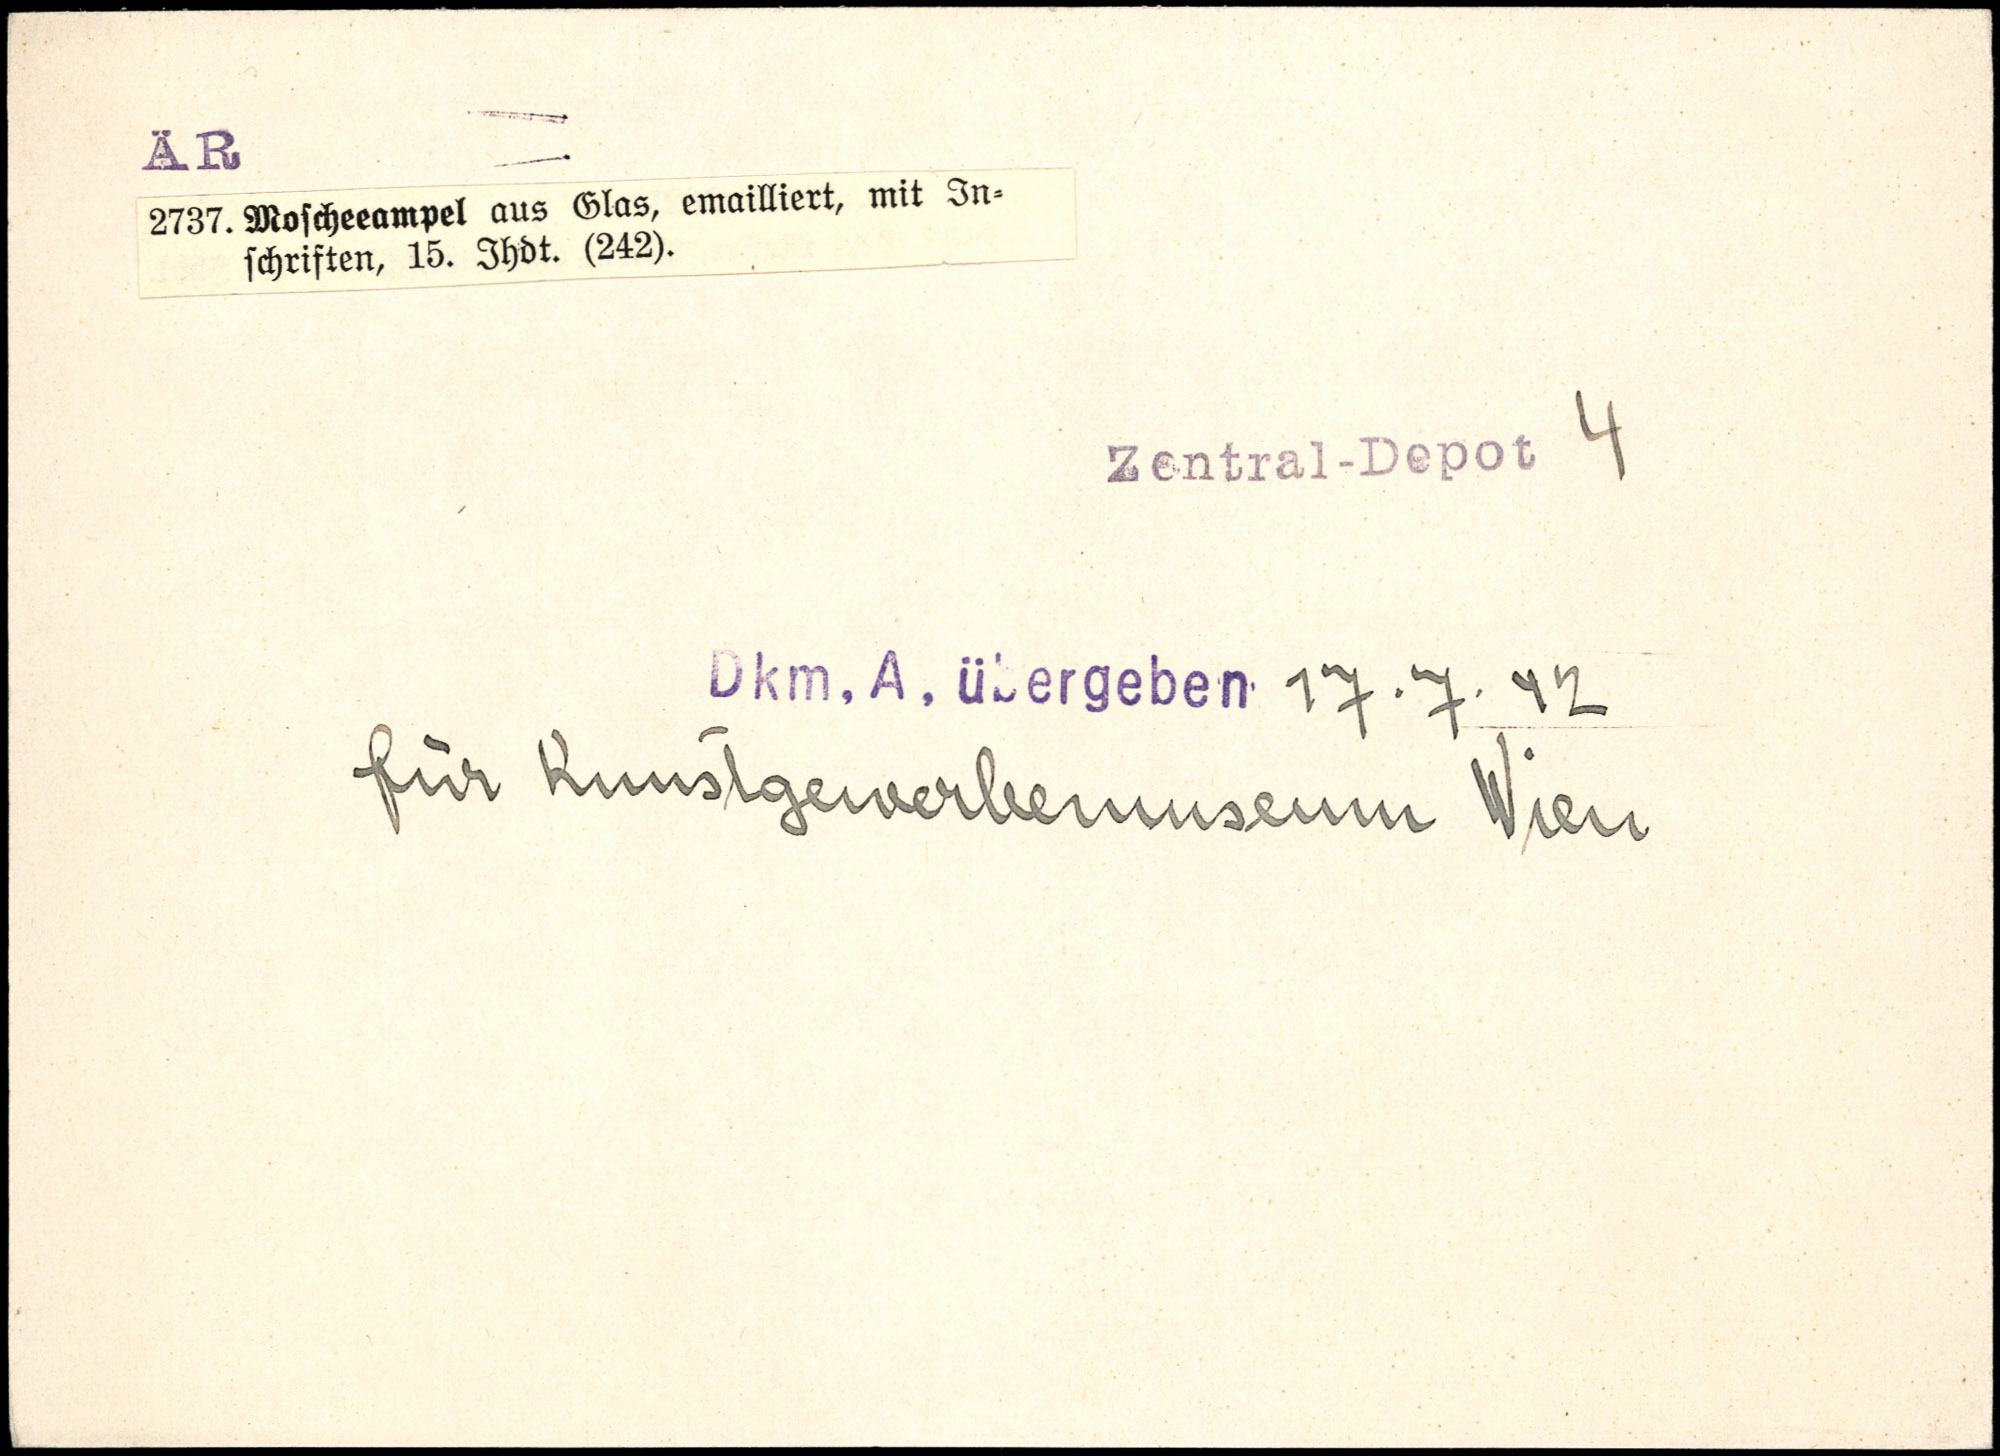 ÄR
2737. Moscheeampel aus Glas, emailliert, mit In-
schriften, 15. Jhdt. (242).
Zentral-Depot 4
Dkm. A. übergeben 17.7.42
für Kunstgewerbemuseum Wien